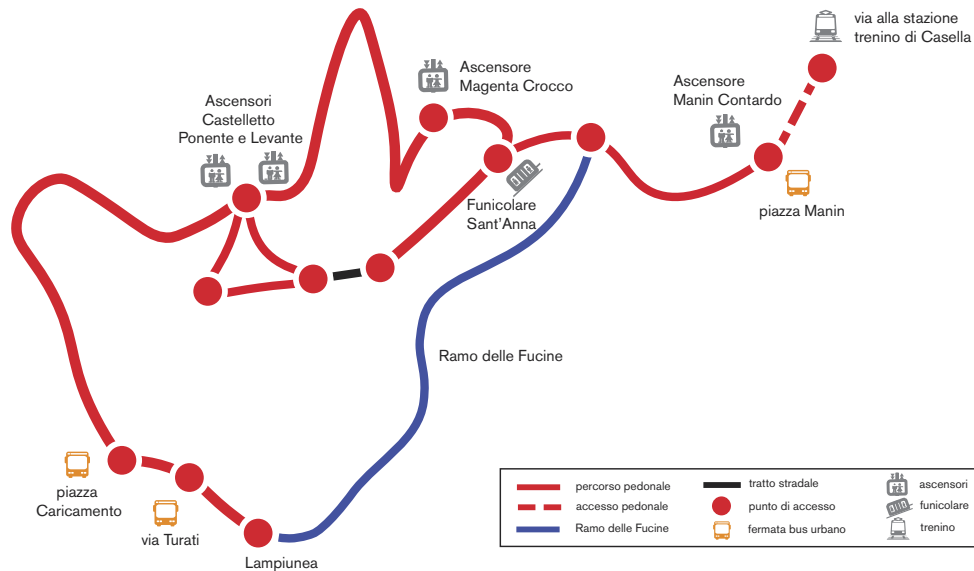 via alla stazione
trenino di Casella
Ascensore
Magenta Crocco
Ascensore
Manin Contardo
Ascensori
Castelletto
Ponente e Levante
Funicolare
Sant'Anna
piazza Manin
Ramo delle Fucine
piazza
Caricamento
via Turati
Lampiunea
percorso pedonale
accesso pedonale
Ramo delle Fucine
tratto stradale
punto di accesso
fermata bus urbano
ascensori
funicolare
trenino